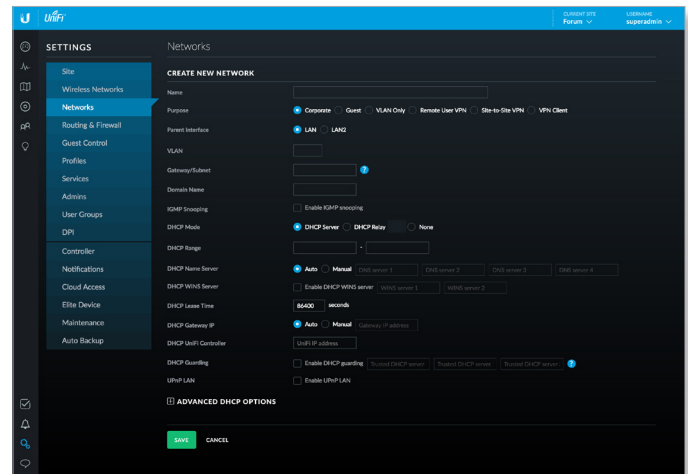 UniFi
CURRENT SITE
Forum
USERNAME
superadmin
SETTINGS
Site
Wireless Networks
Networks
Routing & Firewall
Guest Control
Profiles
Services
Admins
User Groups
DPI
Controller
Notifications
Cloud Access
Elite Device
Maintenance
Auto Backup
Networks
CREATE NEW NETWORK
Name
Purpose Corporate Guest VLAN Only Remote User VPN Site-to-Site VPN VPN Client
Parent Interface LAN LAN2
VLAN
Gateway/Subnet ?
Domain Name
IGMP Snooping Enable IGMP snooping
DHCP Mode DHCP Server DHCP Relay None
DHCP Range -
DHCP Name Server Auto Manual DNS server 1 DNS server 2 DNS server 3 DNS server 4
DHCP WINS Server Enable DHCP WINS server WINS server 1 WINS server 2
DHCP Lease Time 86400 seconds
DHCP Gateway IP Auto Manual Gateway IP address
DHCP UniFi Controller UniFi IP address
DHCP Guarding Enable DHCP guarding Trusted DHCP server Trusted DHCP server Trusted DHCP server ?
UPnP LAN Enable UPnP LAN
ADVANCED DHCP OPTIONS
SAVE CANCEL